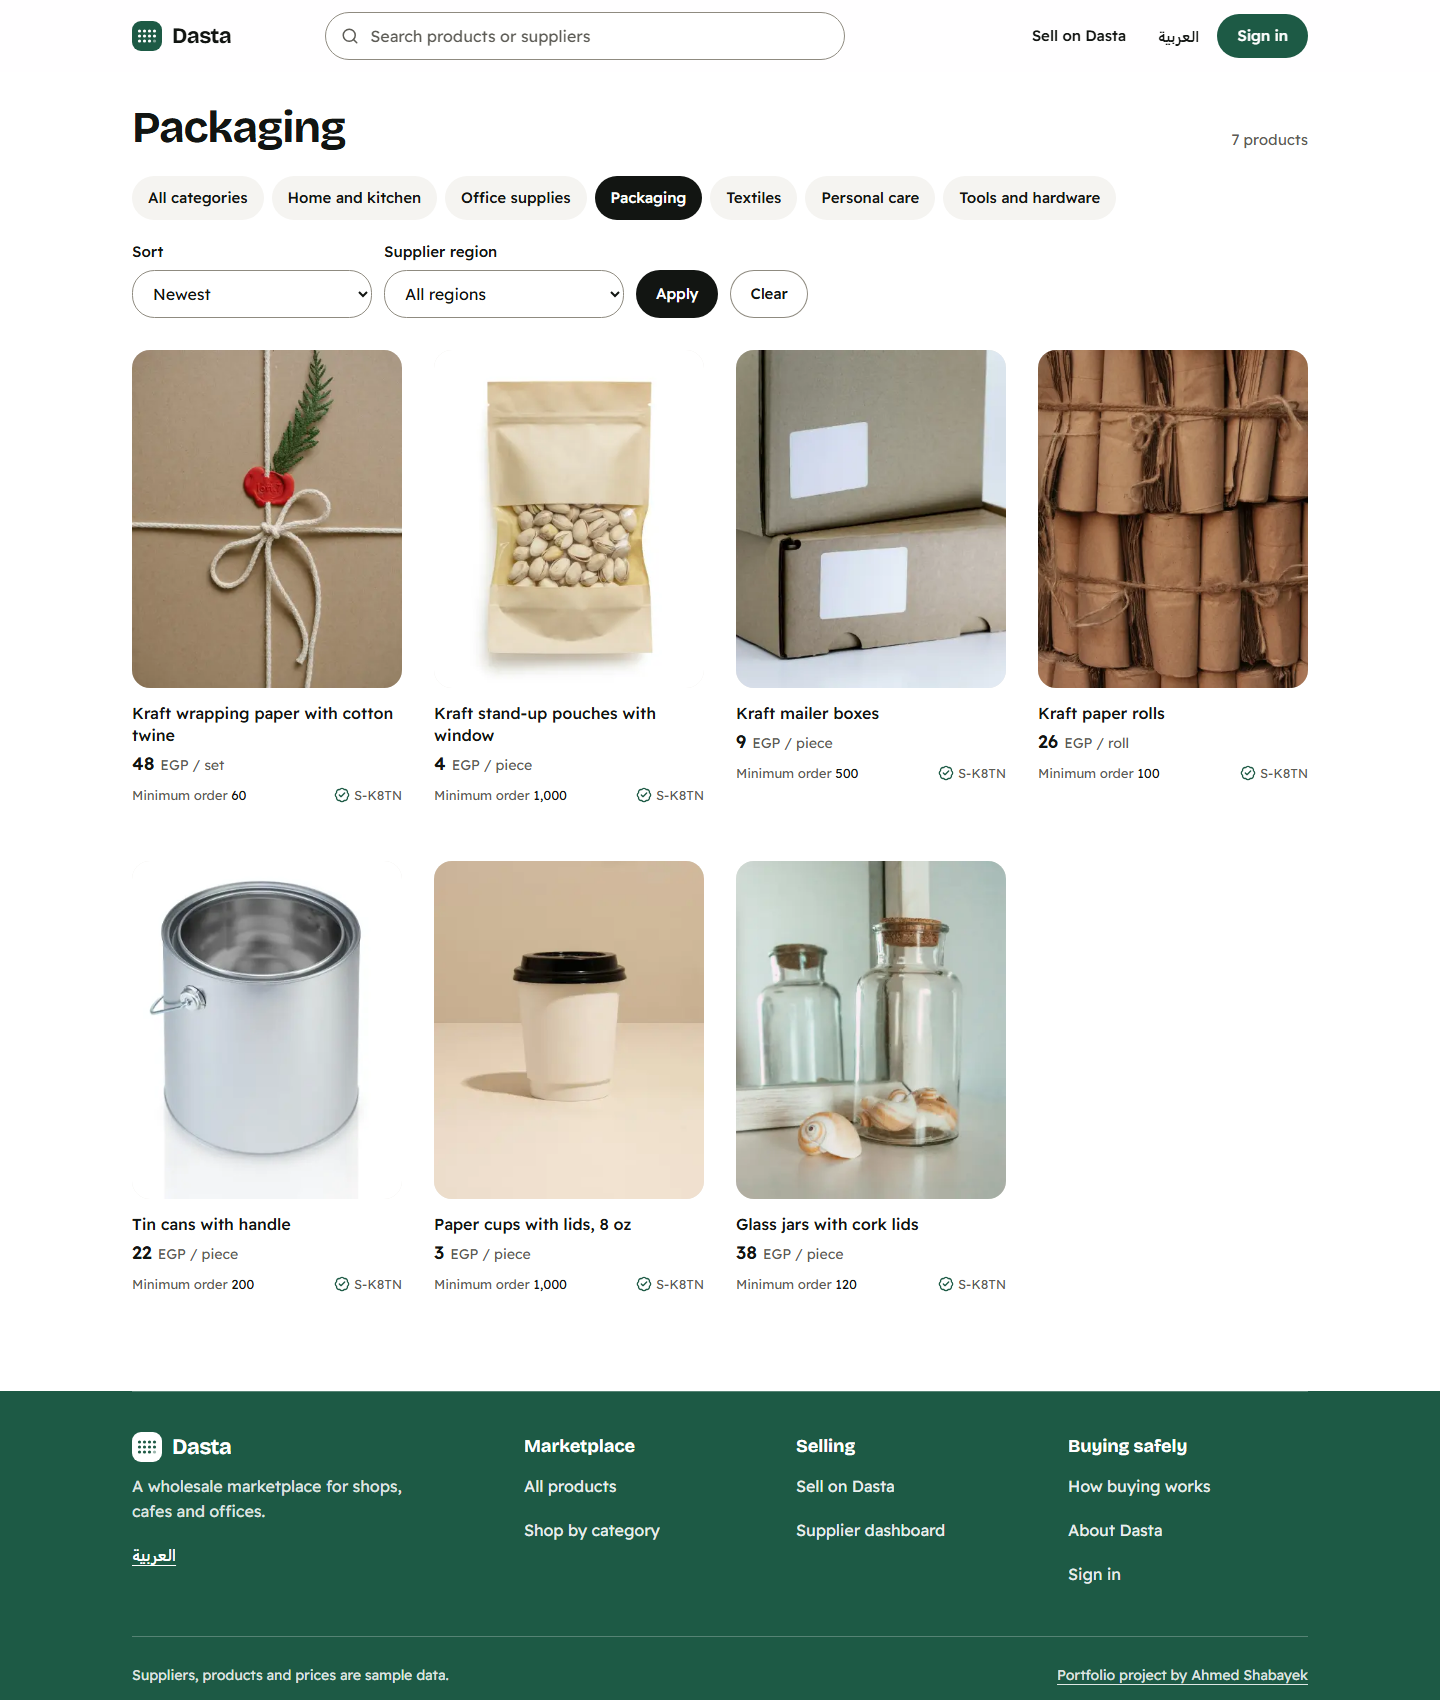 Dasta
Search products or suppliers
Sell on Dasta
العربية
Sign in
Packaging
7 products
All categories
Home and kitchen
Office supplies
Packaging
Textiles
Personal care
Tools and hardware
Sort
Supplier region
Newest
All regions
Apply
Clear
Kraft wrapping paper with cotton
twine
48 EGP / set
Minimum order 60
S-K8TN
Kraft stand-up pouches with
window
4 EGP / piece
Minimum order 1,000
S-K8TN
Kraft mailer boxes
9 EGP / piece
Minimum order 500
S-K8TN
Kraft paper rolls
26 EGP / roll
Minimum order 100
S-K8TN
Tin cans with handle
22 EGP / piece
Minimum order 200
S-K8TN
Paper cups with lids, 8 oz
3 EGP / piece
Minimum order 1,000
S-K8TN
Glass jars with cork lids
38 EGP / piece
Minimum order 120
S-K8TN
Dasta
A wholesale marketplace for shops,
cafes and offices.
العربية
Marketplace
All products
Shop by category
Selling
Sell on Dasta
Supplier dashboard
Buying safely
How buying works
About Dasta
Sign in
Suppliers, products and prices are sample data.
Portfolio project by Ahmed Shabayek